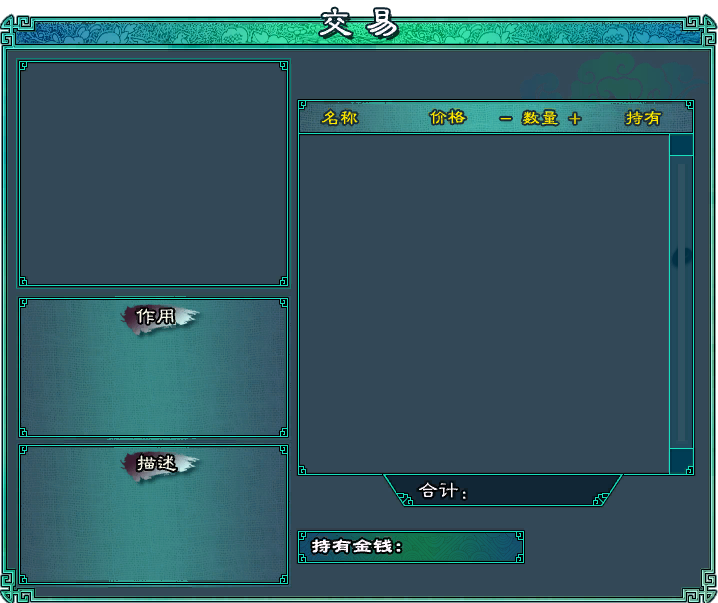 交易
名称 价格 － 数量 ＋ 持有
作用
描述
合计：
持有金钱：